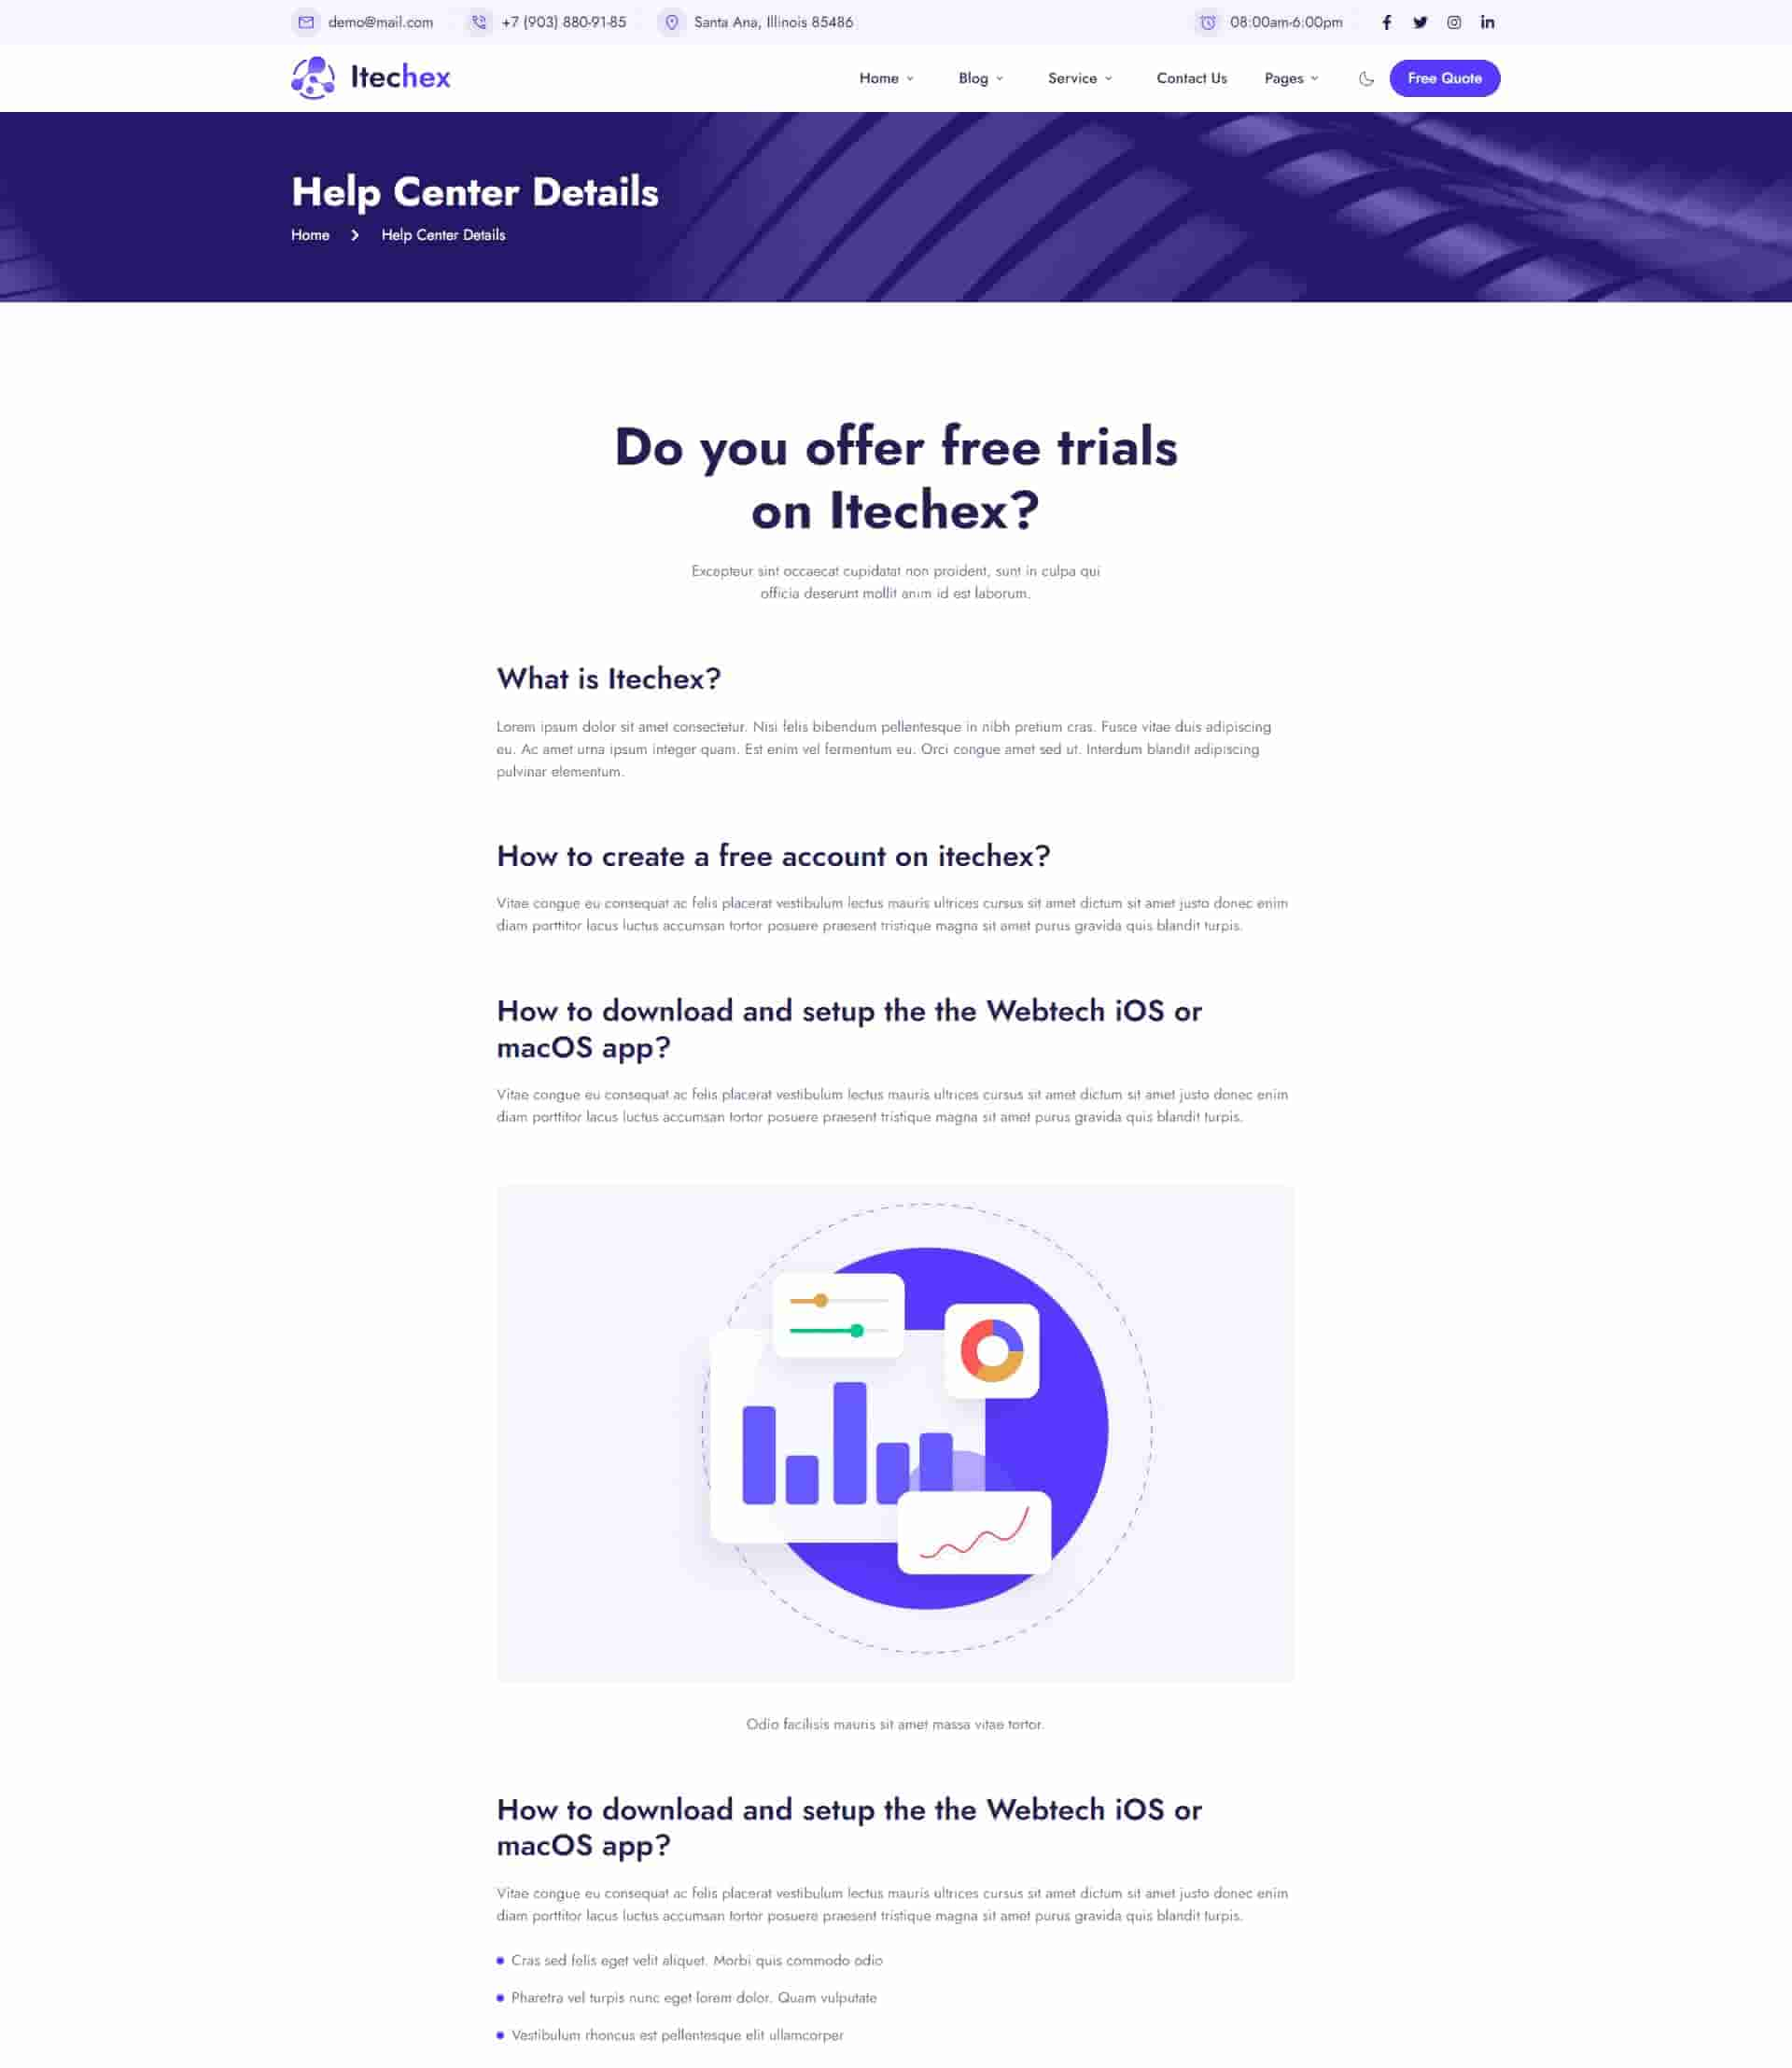 demo@mail.com +7 (903) 880-91-85 Santa Ana, Illinois 85486 08:00am-6:00pm
Itechex Home Blog Service Contact Us Pages Free Quote
Help Center Details
Home Help Center Details
Do you offer free trials
on Itechex?
Excepteur sint occaecat cupidatat non proident, sunt in culpa qui
officia deserunt mollit anim id est laborum.
What is Itechex?
Lorem ipsum dolor sit amet consectetur. Nisi felis bibendum pellentesque in nibh pretium cras. Fusce vitae duis adipiscing
eu. Ac amet urna ipsum integer quam. Est enim vel fermentum eu. Orci congue amet sed ut. Interdum blandit adipiscing
pulvinar elementum.
How to create a free account on itechex?
Vitae congue eu consequat ac felis placerat vestibulum lectus mauris ultrices cursus sit amet dictum sit amet justo donec enim
diam porttitor lacus luctus accumsan tortor posuere praesent tristique magna sit amet purus gravida quis blandit turpis.
How to download and setup the the Webtech iOS or
macOS app?
Vitae congue eu consequat ac felis placerat vestibulum lectus mauris ultrices cursus sit amet dictum sit amet justo donec enim
diam porttitor lacus luctus accumsan tortor posuere praesent tristique magna sit amet purus gravida quis blandit turpis.
Odio facilisis mauris sit amet massa vitae tortor.
How to download and setup the the Webtech iOS or
macOS app?
Vitae congue eu consequat ac felis placerat vestibulum lectus mauris ultrices cursus sit amet dictum sit amet justo donec enim
diam porttitor lacus luctus accumsan tortor posuere praesent tristique magna sit amet purus gravida quis blandit turpis.
Cras sed felis eget velit aliquet. Morbi quis commodo odio
Pharetra vel turpis nunc eget lorem dolor. Quam vulputate
Vestibulum rhoncus est pellentesque elit ullamcorper